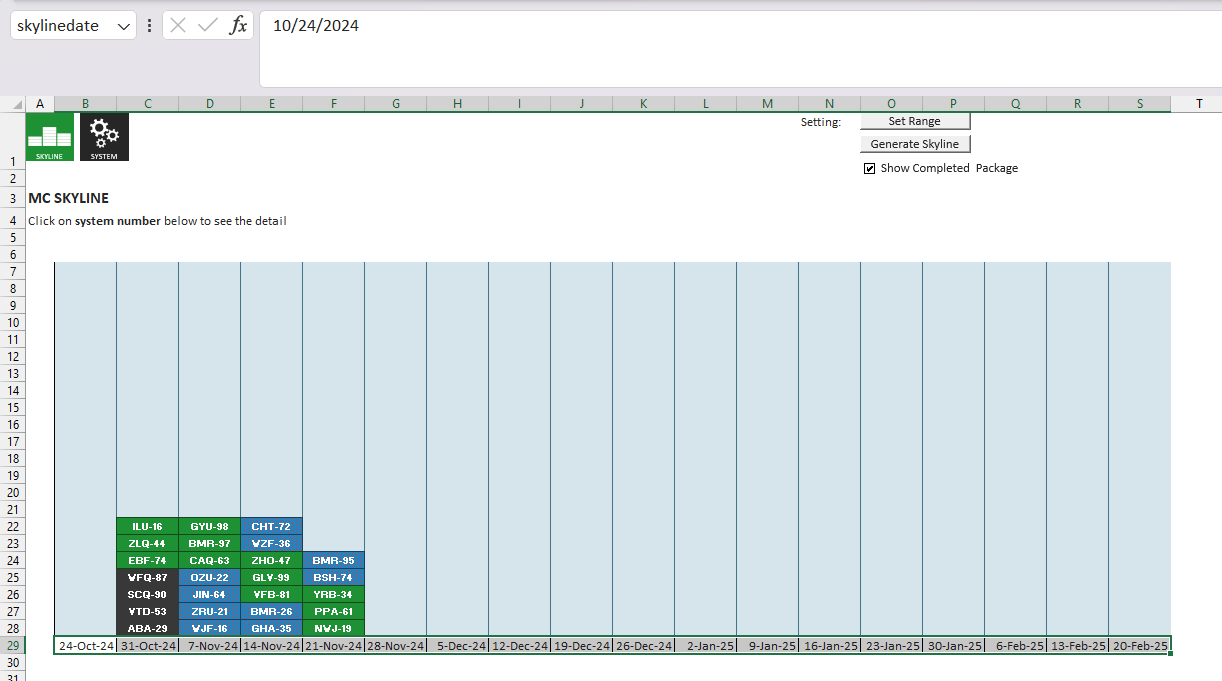 skylinedate fx 10/24/2024
A B C D E F G H I J K L M N O P Q R S T
SKYLINE SYSTEM Setting: Set Range
Generate Skyline
1 Show Completed Package
2
3 MC SKYLINE
4 Click on system number below to see the detail
5
6
7
8
9
10
11
12
13
14
15
16
17
18
19
20
21
22 ILU-16 GYU-98 CHT-72
23 ZLQ-44 BMR-97 WZF-36
24 EBF-74 CAQ-63 ZHO-47 BMR-95
25 WFQ-87 OZU-22 GLV-99 BSH-74
26 SCQ-90 JIN-64 VFB-81 YRB-34
27 VTD-53 ZRU-21 BMR-26 PPA-61
28 ABA-29 WJF-16 GHA-35 NWJ-19
29 24-Oct-24 31-Oct-24 7-Nov-24 14-Nov-24 21-Nov-24 28-Nov-24 5-Dec-24 12-Dec-24 19-Dec-24 26-Dec-24 2-Jan-25 9-Jan-25 16-Jan-25 23-Jan-25 30-Jan-25 6-Feb-25 13-Feb-25 20-Feb-25
30
31